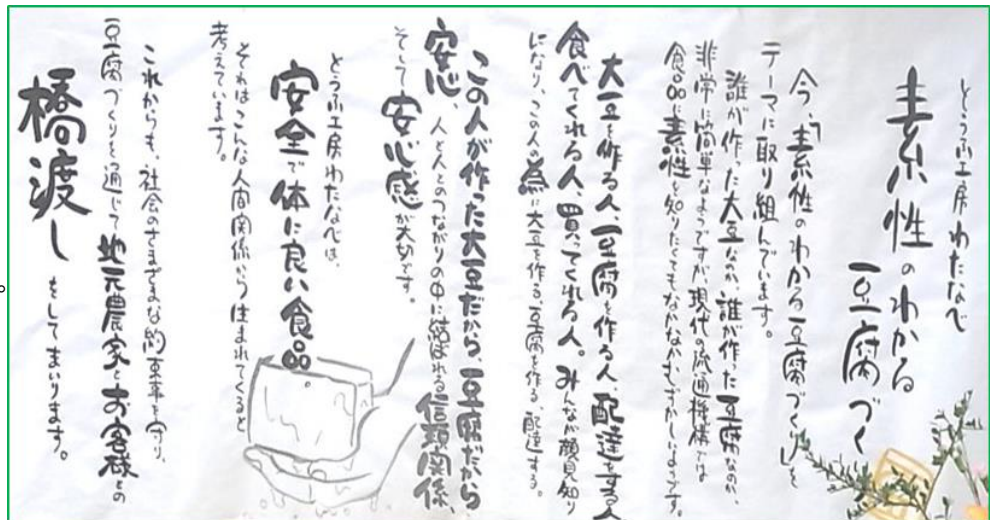 とうふ工房わたなべ
素性のわかる
豆腐づくり
今、「素性のわかる豆腐づくり」を
テーマに取り組んでいます。
誰が作った大豆なのか、誰が作った豆腐なのか、
非常に簡単なようですが、現代の流通機構では
食品に素性を知りたくてもなかなかむずかしいようです。
大豆を作る人、豆腐を作る人、配達をする人、
食べてくれる人、買ってくれる人。みんなが顔見知り
になり、この人の為に大豆を作る、豆腐を作る、配達する。
この人が作った大豆だから、豆腐だから
安心、人と人とのつながりの中に結ばれる信頼関係、
そして安心感が大切です。
とうふ工房わたなべは、
安全で体に良い食品。
それはこんな人間関係から生まれてくると
考えています。
これからも、社会のさまざまな約束事を守り、
豆腐づくりを通じて地元農家とお客様との
橋渡しをしてまいります。